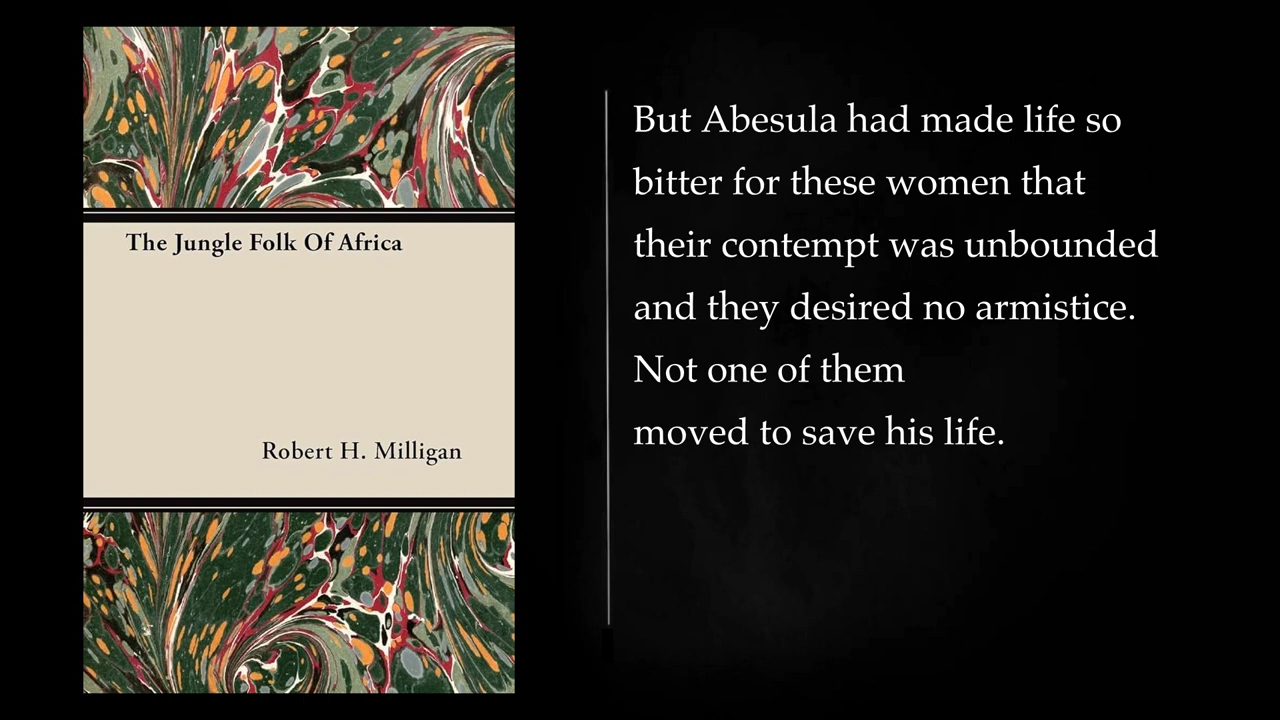 The Jungle Folk Of Africa
Robert H. Milligan
But Abesula had made life so
bitter for these women that
their contempt was unbounded
and they desired no armistice.
Not one of them
moved to save his life.